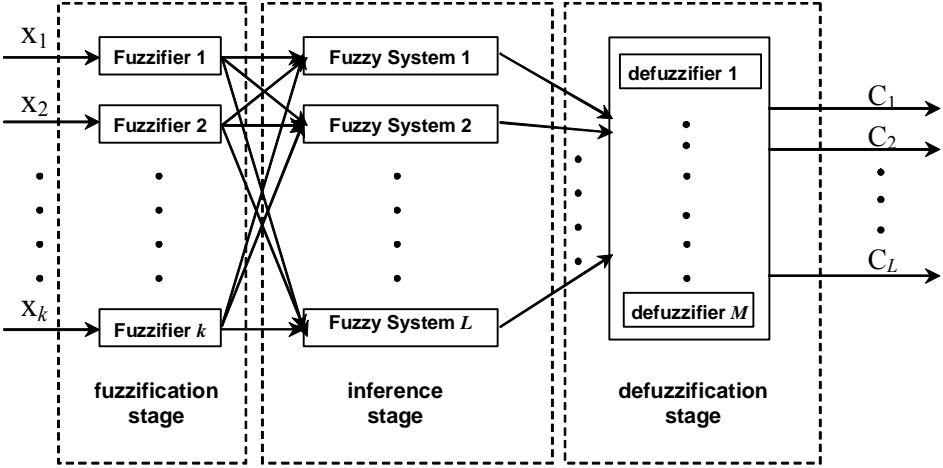 X1
Fuzzifier 1
Fuzzy System 1
defuzzifier 1
C1
X2
Fuzzifier 2
Fuzzy System 2
C2
Xk
Fuzzifier k
Fuzzy System L
defuzzifier M
CL
fuzzification
stage
inference
stage
defuzzification
stage